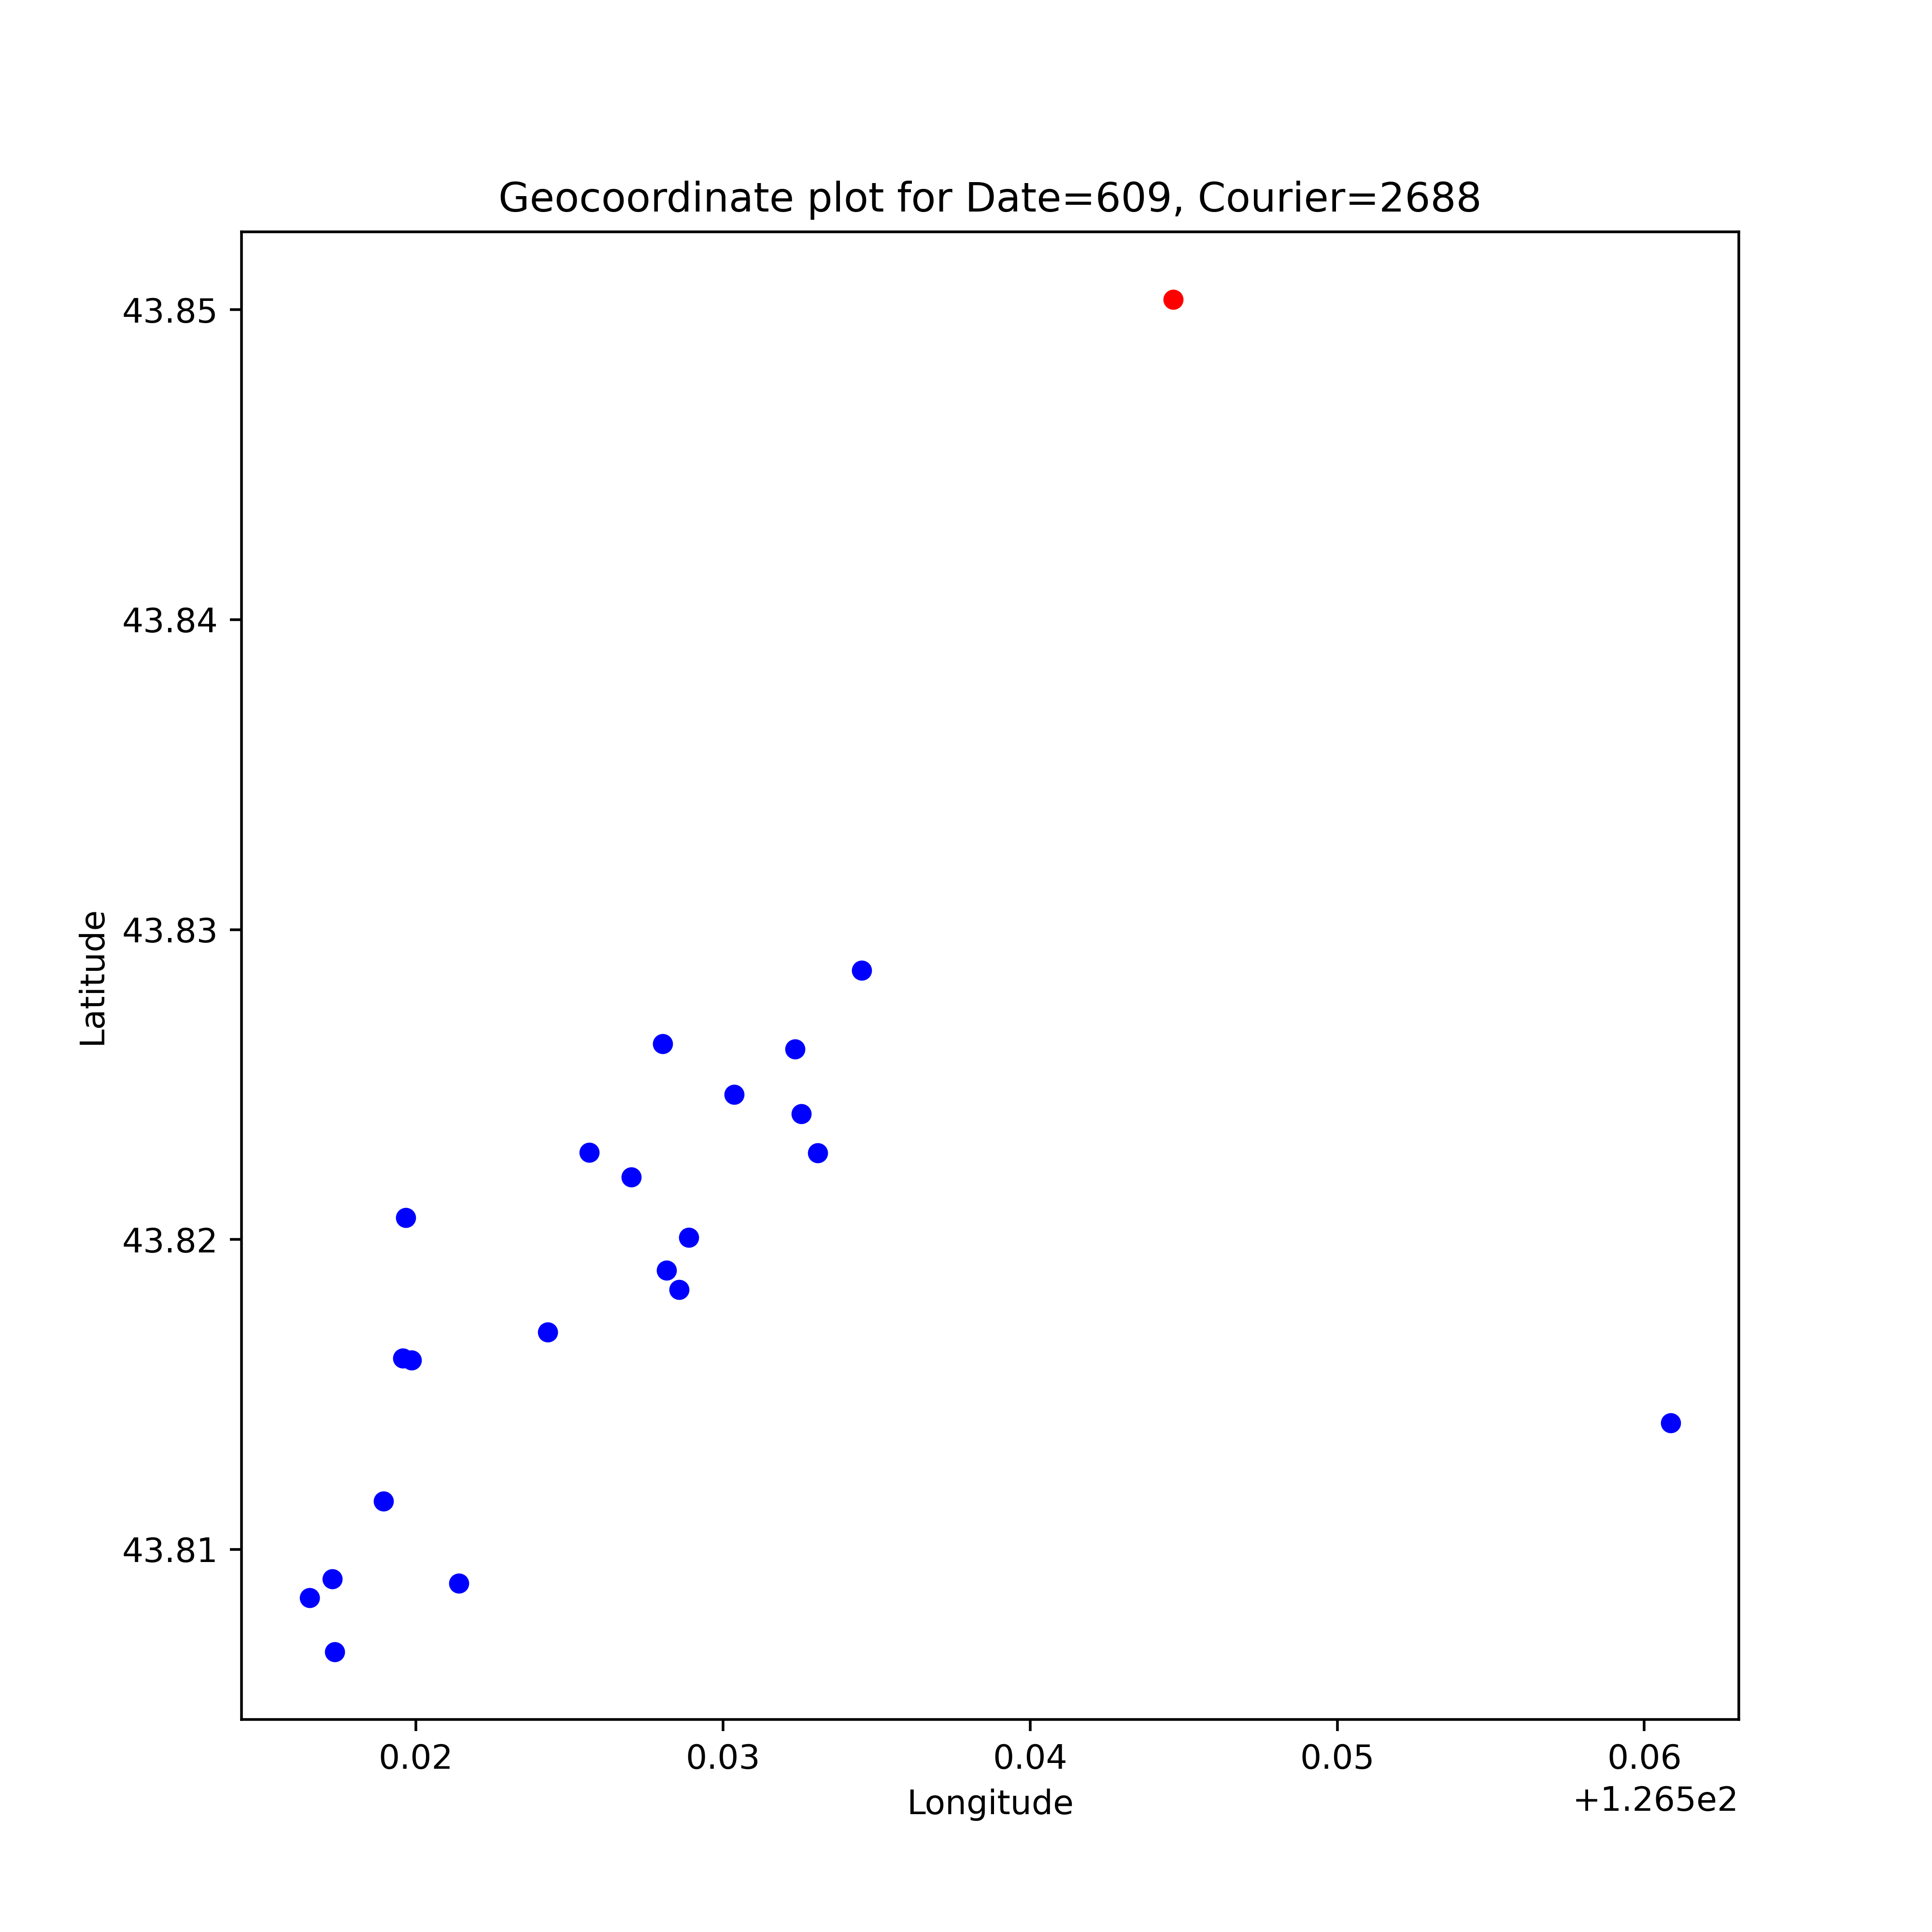 Geocoordinate plot for Date=609, Courier=2688
43.85
43.84
43.83
43.82
43.81
Latitude
0.02 0.03 0.04 0.05 0.06
+1.265e2
Longitude